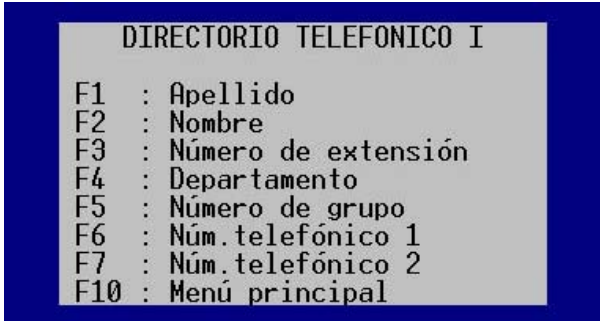 DIRECTORIO TELEFONICO I
F1 : Apellido
F2 : Nombre
F3 : Número de extensión
F4 : Departamento
F5 : Número de grupo
F6 : Núm.telefónico 1
F7 : Núm.telefónico 2
F10 : Menú principal